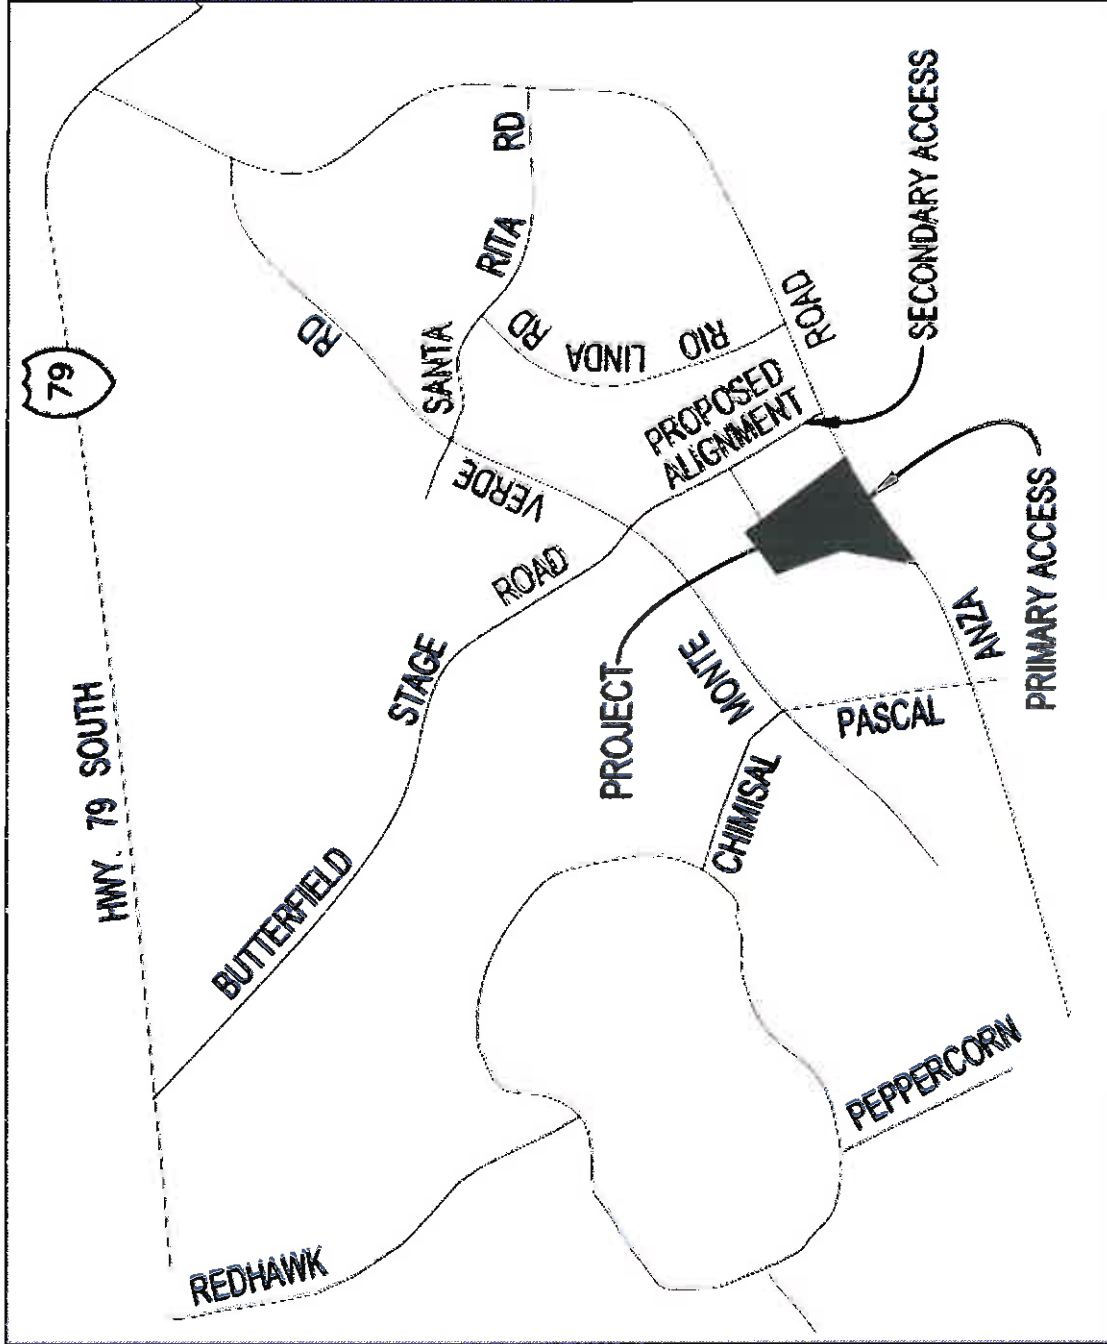 79
HWY. 79 SOUTH
REDHAWK
BUTTERFIELD
STAGE
ROAD
RD
VERDE
MONTE
SANTA
RITA
RD
RIO
LINDA
RD
PROPOSED
ALIGNMENT
ROAD
ANZA
SECONDARY ACCESS
PRIMARY ACCESS
PROJECT
PASCAL
CHIMISAL
PEPPERCORN